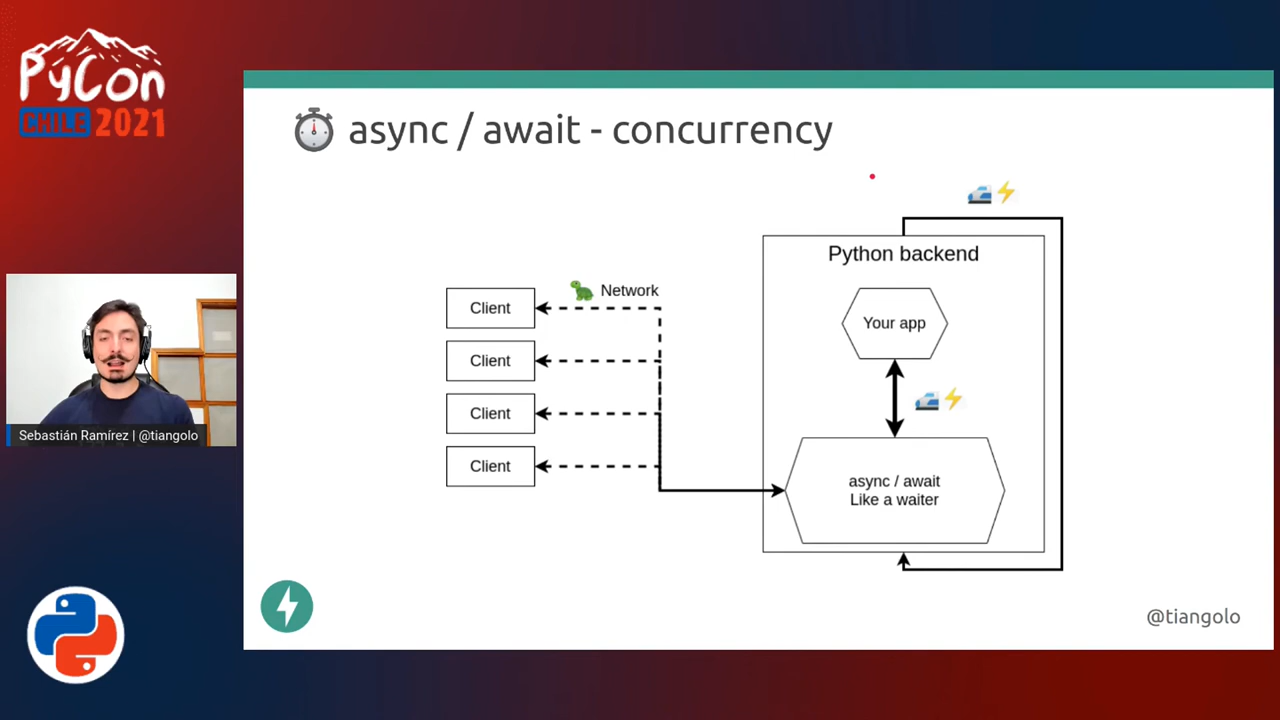 PyCon
CHILE 2021
async / await - concurrency
Python backend
Network
Client
Your app
Client
Client
Client
async / await
Like a waiter
Sebastián Ramírez | @tiangolo
@tiangolo